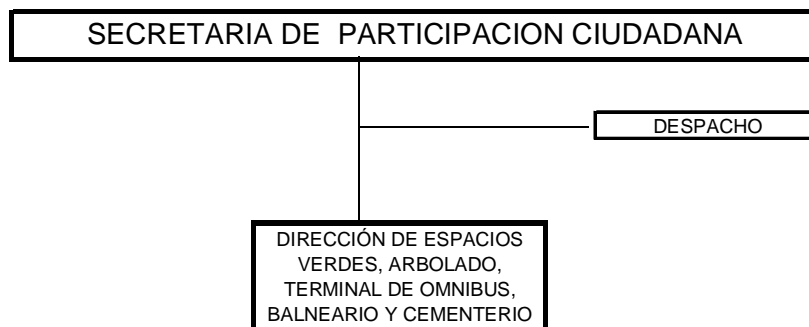 SECRETARIA DE PARTICIPACION CIUDADANA
DESPACHO
DIRECCIÓN DE ESPACIOS
VERDES, ARBOLADO,
TERMINAL DE OMNIBUS,
BALNEARIO Y CEMENTERIO